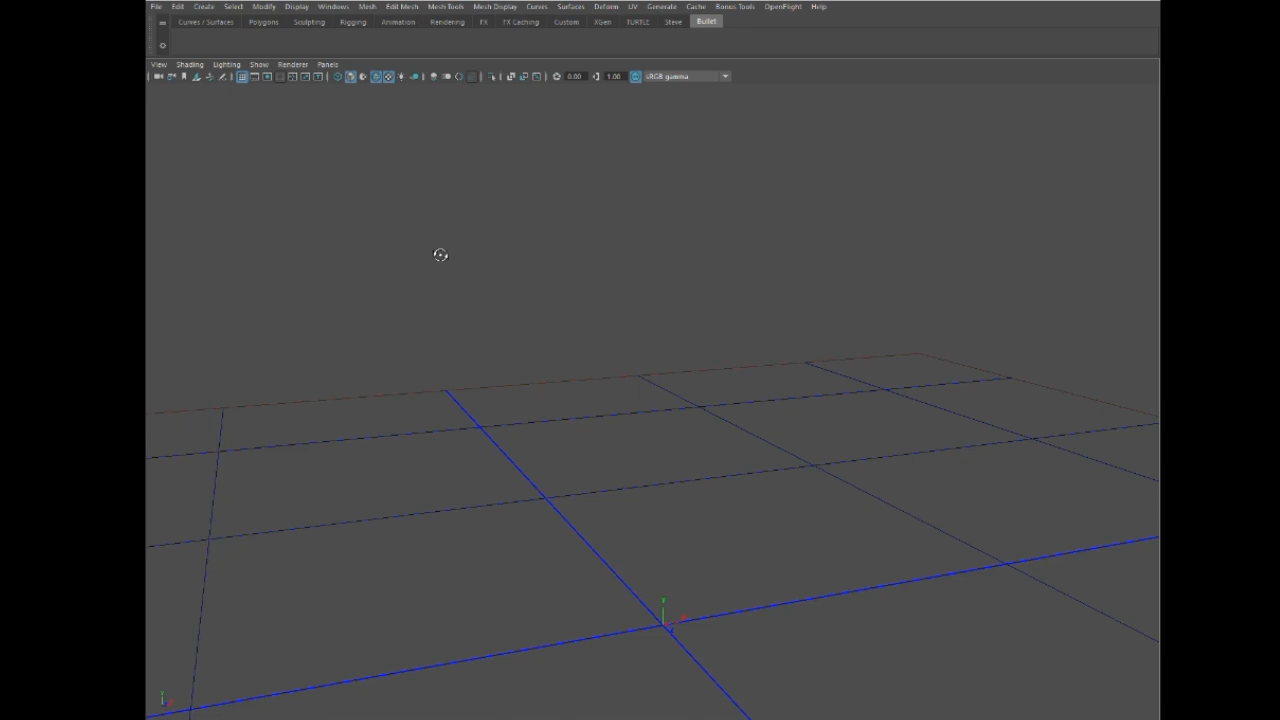 File Edit Create Select Modify Display Windows Mesh Edit Mesh Mesh Tools Mesh Display Curves Surfaces Deform UV Generate Cache Bonus Tools OpenFlight Help
Curves / Surfaces Polygons Sculpting Rigging Animation Rendering FX FX Caching Custom XGen TURTLE Steve Bullet
View Shading Lighting Show Renderer Panels
0.00 1.00 sRGB gamma
Y
Y